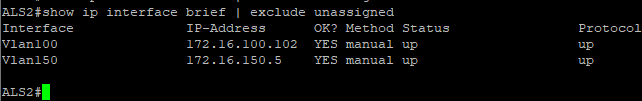 ALS2#show ip interface brief | exclude unassigned
Interface              IP-Address      OK? Method Status                Protocol
Vlan100                172.16.100.102  YES manual up                    up
Vlan150                172.16.150.5    YES manual up                    up
ALS2#